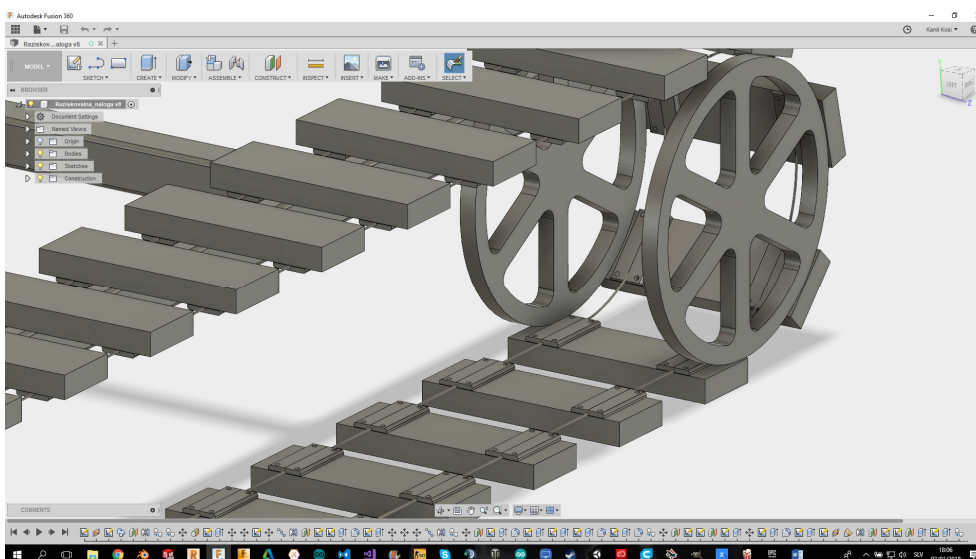 Autodesk Fusion 360
Kamil Kosi
Raziskov...aloga v8
MODEL
SKETCH
CREATE
MODIFY
ASSEMBLE
CONSTRUCT
INSPECT
INSERT
MAKE
ADD-INS
SELECT
BROWSER
Raziskovalna_naloga v8
Document Settings
Named Views
Origin
Bodies
Sketches
Construction
LEFT
Y
Z
COMMENTS
SLV
18:06